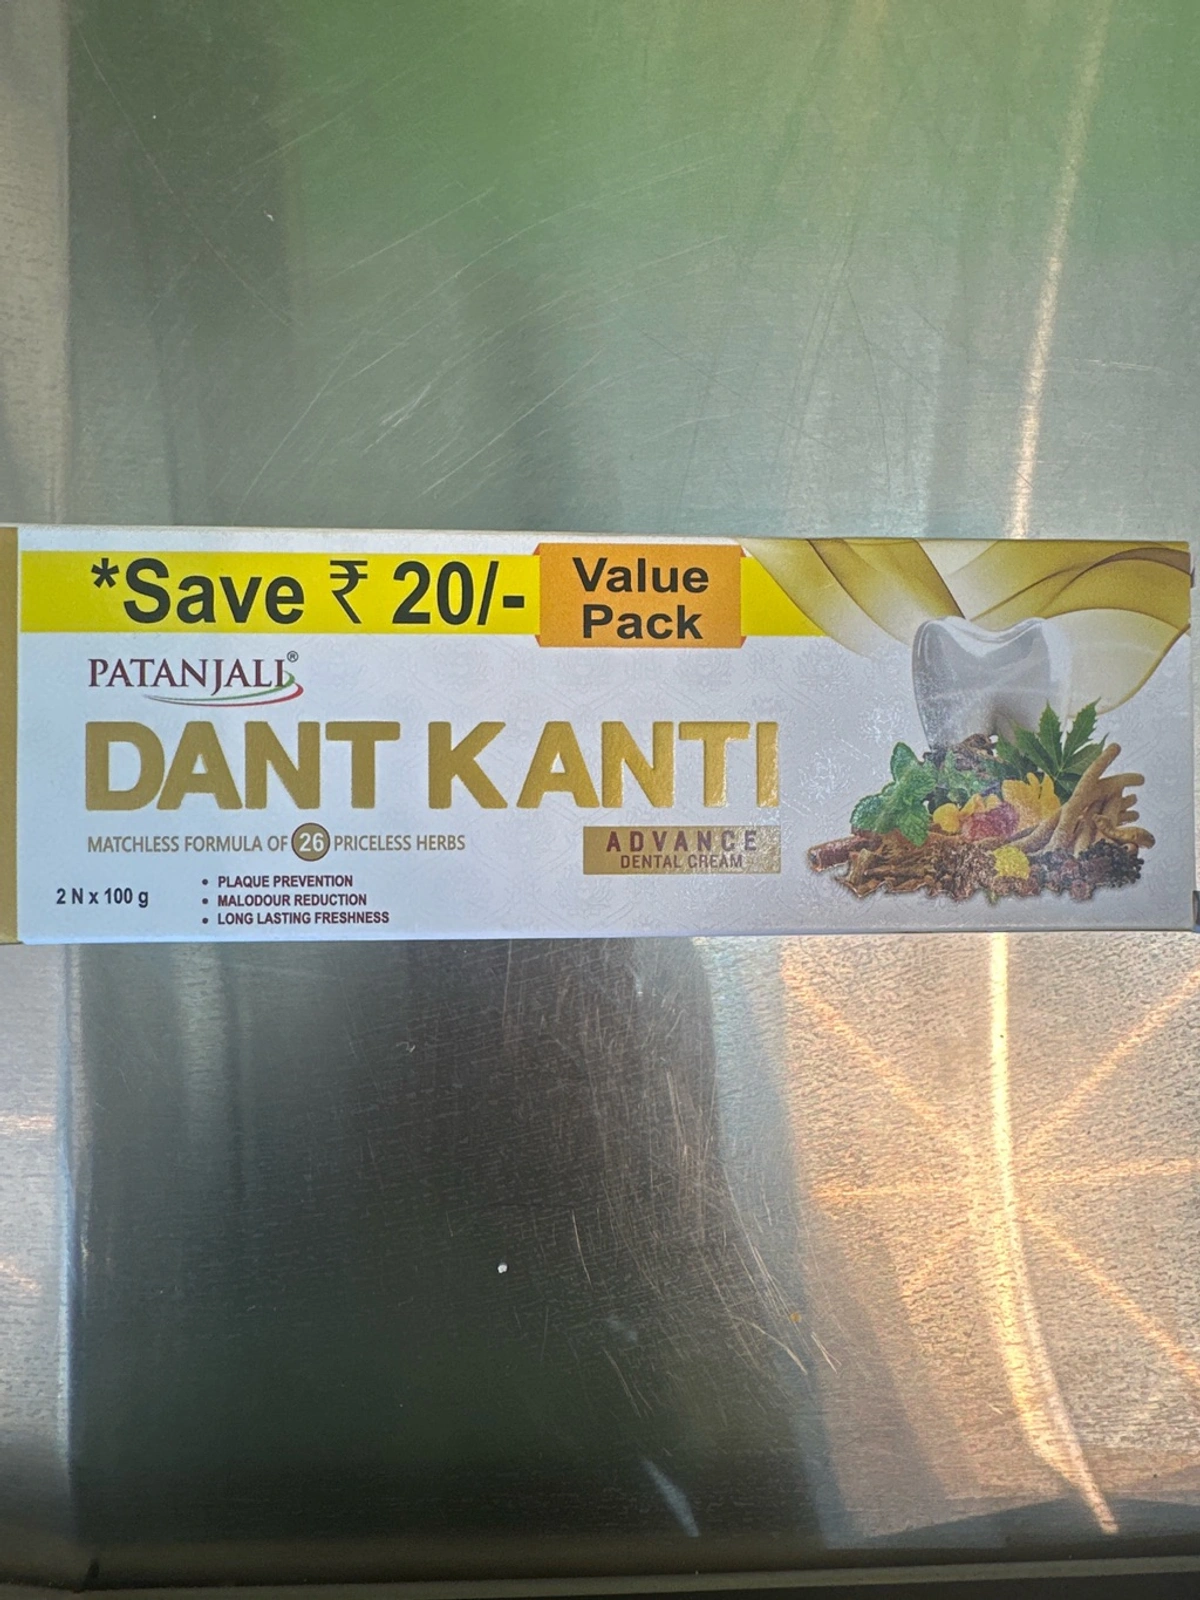 *Save ₹ 20/-
Value
Pack
PATANJALI®
DANT KANTI
MATCHLESS FORMULA OF 26 PRICELESS HERBS
ADVANCE
DENTAL CREAM
2 N x 100 g
• PLAQUE PREVENTION
• MALODOUR REDUCTION
• LONG LASTING FRESHNESS